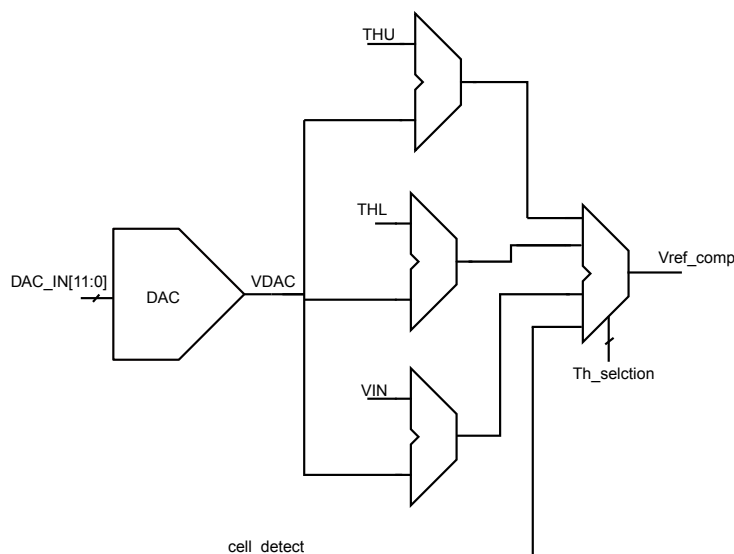 THU
THL
DAC_IN[11:0]
DAC
VDAC
Vref_comp
Th_selction
VIN
cell_detect